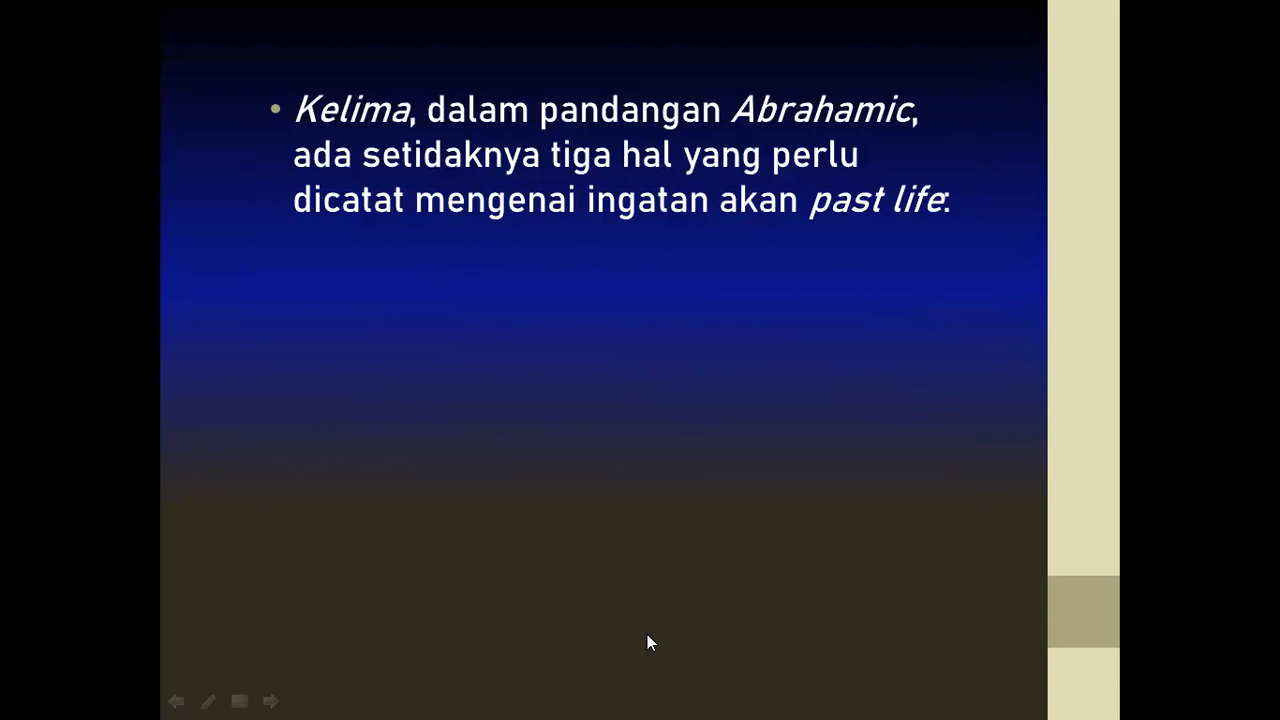 • Kelima, dalam pandangan Abrahamic,
ada setidaknya tiga hal yang perlu
dicatat mengenai ingatan akan past life: